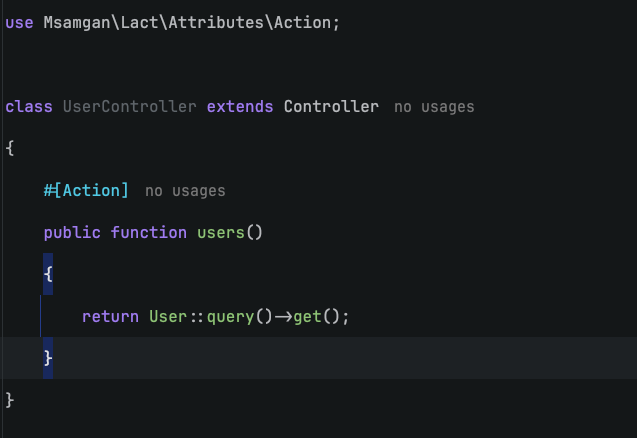 use Msamgan\Lact\Attributes\Action;
class UserController extends Controller no usages
{
#[Action] no usages
public function users()
{
return User::query()->get();
}
}